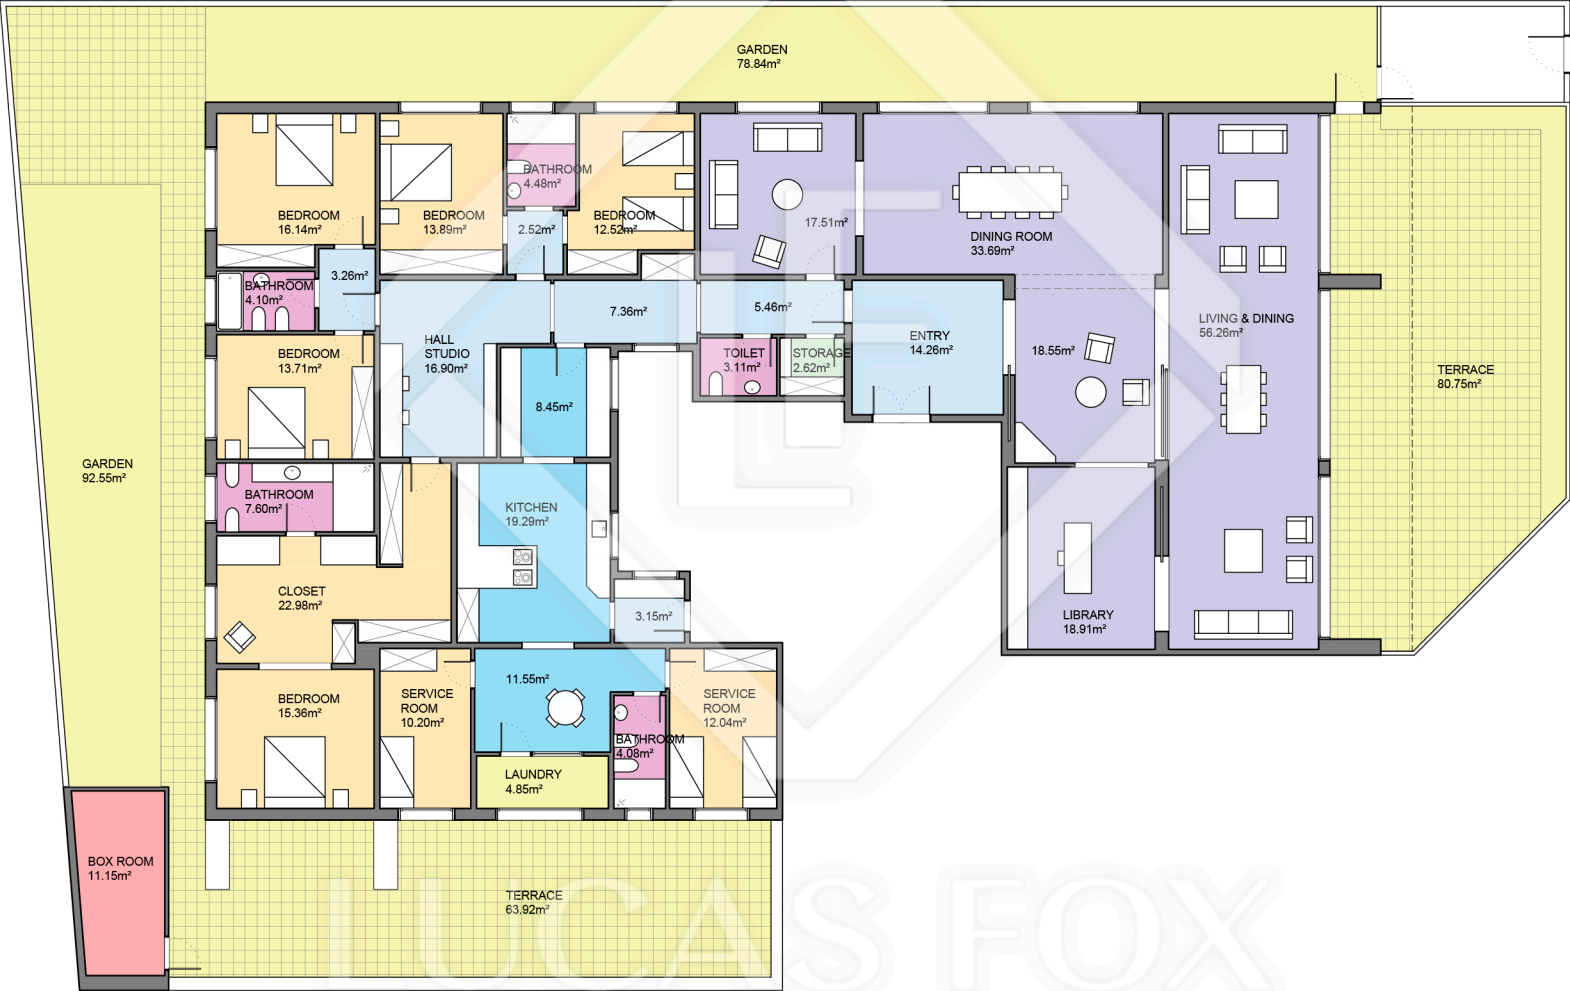 GARDEN
78.84m²
BEDROOM
16.14m²
BEDROOM
13.89m²
BATHROOM
4.48m²
2.52m²
BEDROOM
12.52m²
17.51m²
DINING ROOM
33.69m²
3.26m²
BATHROOM
4.10m²
7.36m²
5.46m²
LIVING & DINING
56.26m²
HALL
STUDIO
16.90m²
BEDROOM
13.71m²
TOILET
3.11m²
STORAGE
2.62m²
ENTRY
14.26m²
18.55m²
TERRACE
80.75m²
8.45m²
GARDEN
92.55m²
BATHROOM
7.60m²
KITCHEN
19.29m²
CLOSET
22.98m²
3.15m²
LIBRARY
18.91m²
BEDROOM
15.36m²
SERVICE
ROOM
10.20m²
11.55m²
SERVICE
ROOM
12.04m²
BATHROOM
4.08m²
LAUNDRY
4.85m²
BOX ROOM
11.15m²
TERRACE
63.92m²
LUCAS FOX